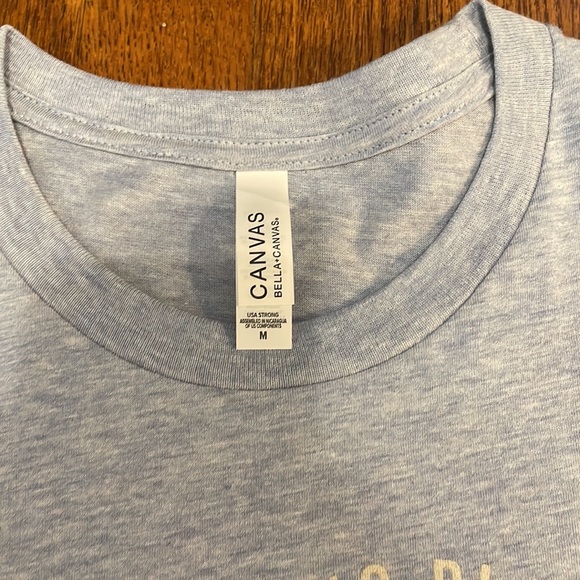 CANVAS
BELLA+CANVAS®
USA STRONG
ASSEMBLED IN NICARAGUA
OF US COMPONENTS
M